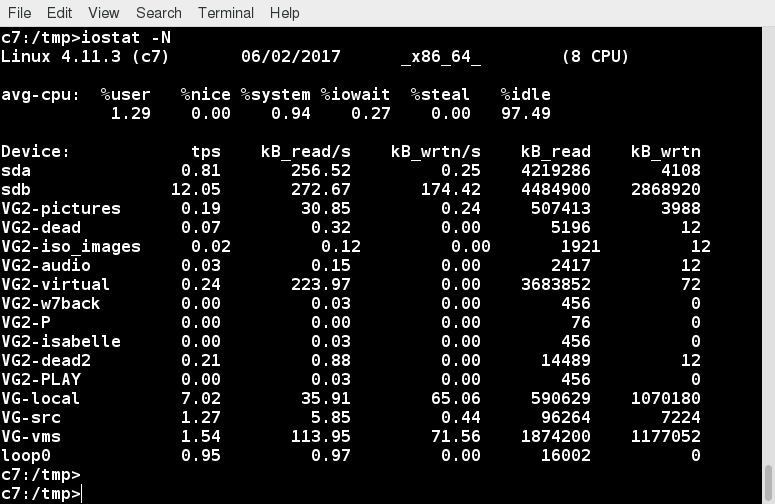 File Edit View Search Terminal Help
c7:/tmp>iostat -N
Linux 4.11.3 (c7) 06/02/2017 _x86_64_ (8 CPU)
avg-cpu: %user %nice %system %iowait %steal %idle
1.29 0.00 0.94 0.27 0.00 97.49
Device: tps kB_read/s kB_wrtn/s kB_read kB_wrtn
sda 0.81 256.52 0.25 4219286 4108
sdb 12.05 272.67 174.42 4484900 2868920
VG2-pictures 0.19 30.85 0.24 507413 3988
VG2-dead 0.07 0.32 0.00 5196 12
VG2-iso_images 0.02 0.12 0.00 1921 12
VG2-audio 0.03 0.15 0.00 2417 12
VG2-virtual 0.24 223.97 0.00 3683852 72
VG2-w7back 0.00 0.03 0.00 456 0
VG2-P 0.00 0.00 0.00 76 0
VG2-isabelle 0.00 0.03 0.00 456 0
VG2-dead2 0.21 0.88 0.00 14489 12
VG2-PLAY 0.00 0.03 0.00 456 0
VG-local 7.02 35.91 65.06 590629 1070180
VG-src 1.27 5.85 0.44 96264 7224
VG-vms 1.54 113.95 71.56 1874200 1177052
loop0 0.95 0.97 0.00 16002 0
c7:/tmp>
c7:/tmp>